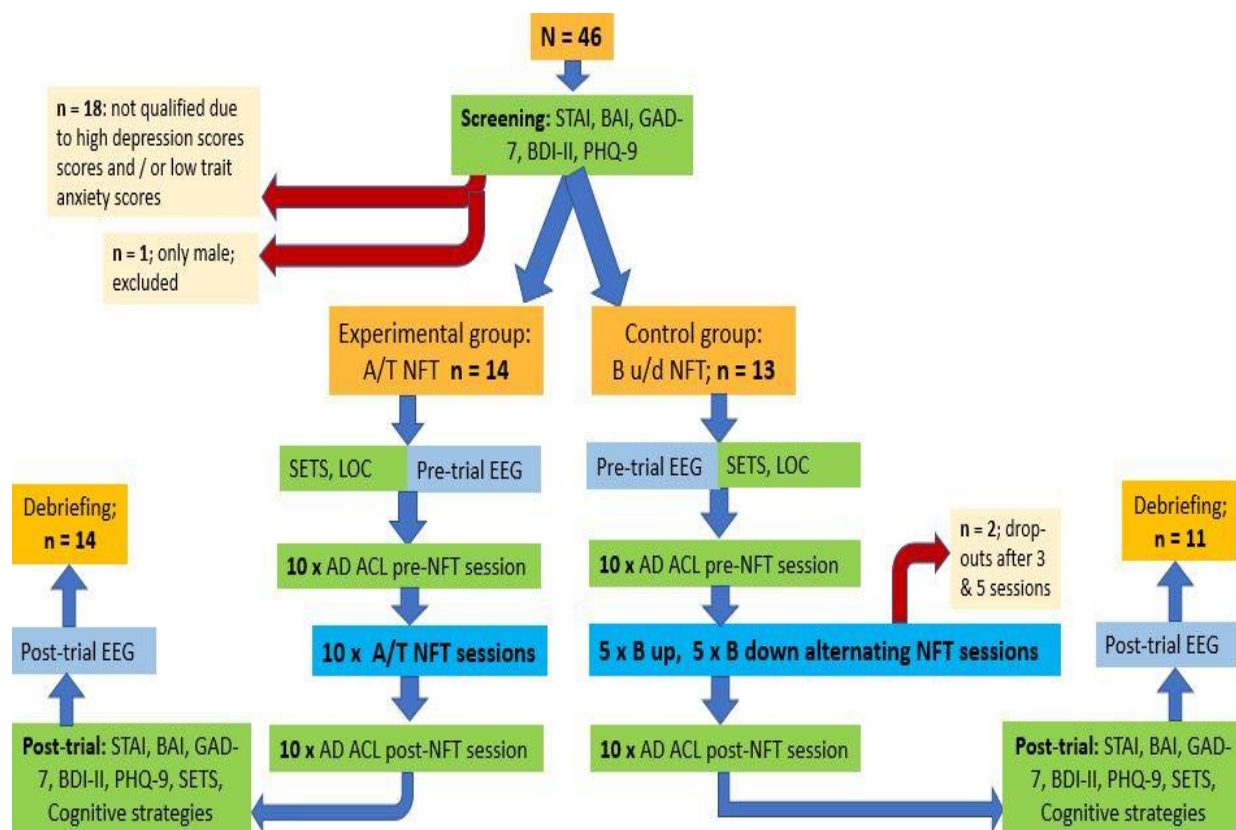 N = 46
n = 18: not qualified due
to high depression scores
scores and / or low trait
anxiety scores
Screening: STAI, BAI, GAD-
7, BDI-II, PHQ-9
n = 1; only male;
excluded
Experimental group:
A/T NFT n = 14
Control group:
B u/d NFT; n = 13
SETS, LOC
Pre-trial EEG
Pre-trial EEG
SETS, LOC
Debriefing;
n = 14
n = 2; drop-
outs after 3
& 5 sessions
Debriefing;
n = 11
10 x AD ACL pre-NFT session
10 x AD ACL pre-NFT session
Post-trial EEG
10 x A/T NFT sessions
5 x B up, 5 x B down alternating NFT sessions
Post-trial EEG
Post-trial: STAI, BAI, GAD-
7, BDI-II, PHQ-9, SETS,
Cognitive strategies
10 x AD ACL post-NFT session
10 x AD ACL post-NFT session
Post-trial: STAI, BAI, GAD-
7, BDI-II, PHQ-9, SETS,
Cognitive strategies